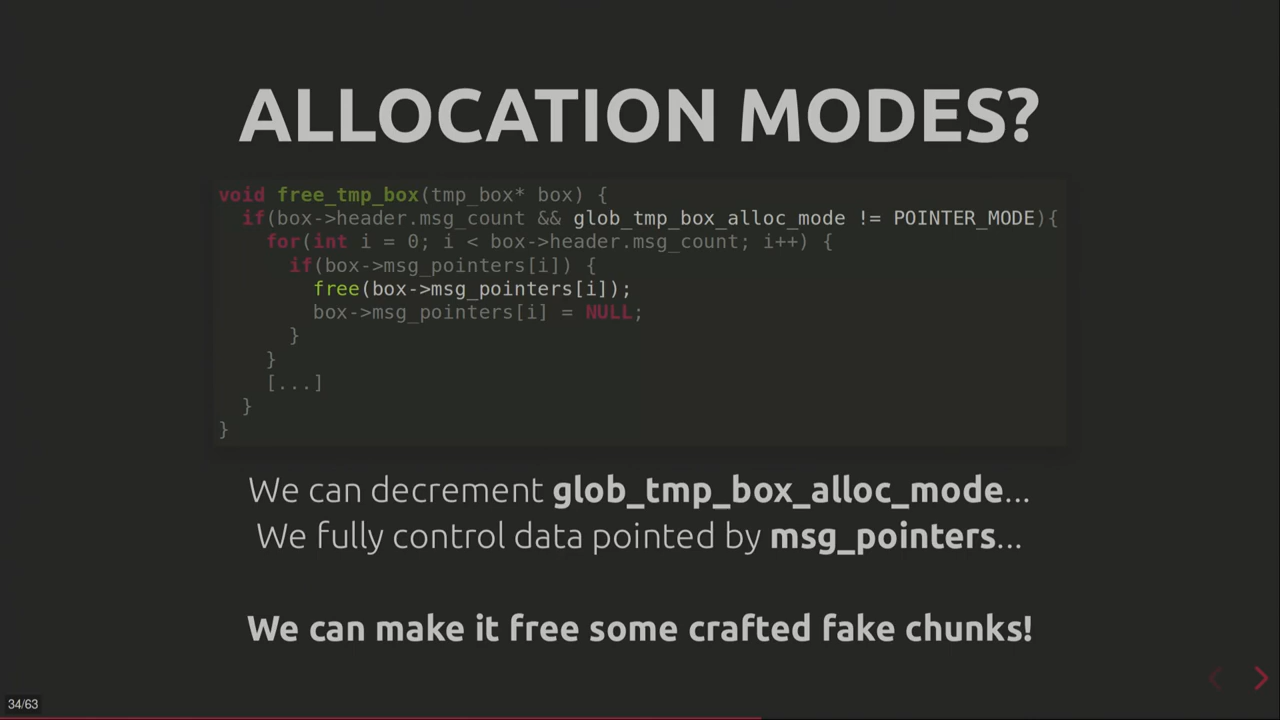 ALLOCATION MODES?
void free_tmp_box(tmp_box* box) {
if(box->header.msg_count && glob_tmp_box_alloc_mode != POINTER_MODE){
for(int i = 0; i < box->header.msg_count; i++) {
if(box->msg_pointers[i]) {
free(box->msg_pointers[i]);
box->msg_pointers[i] = NULL;
}
}
[...]
}
}
We can decrement glob_tmp_box_alloc_mode...
We fully control data pointed by msg_pointers...
We can make it free some crafted fake chunks!
34/63